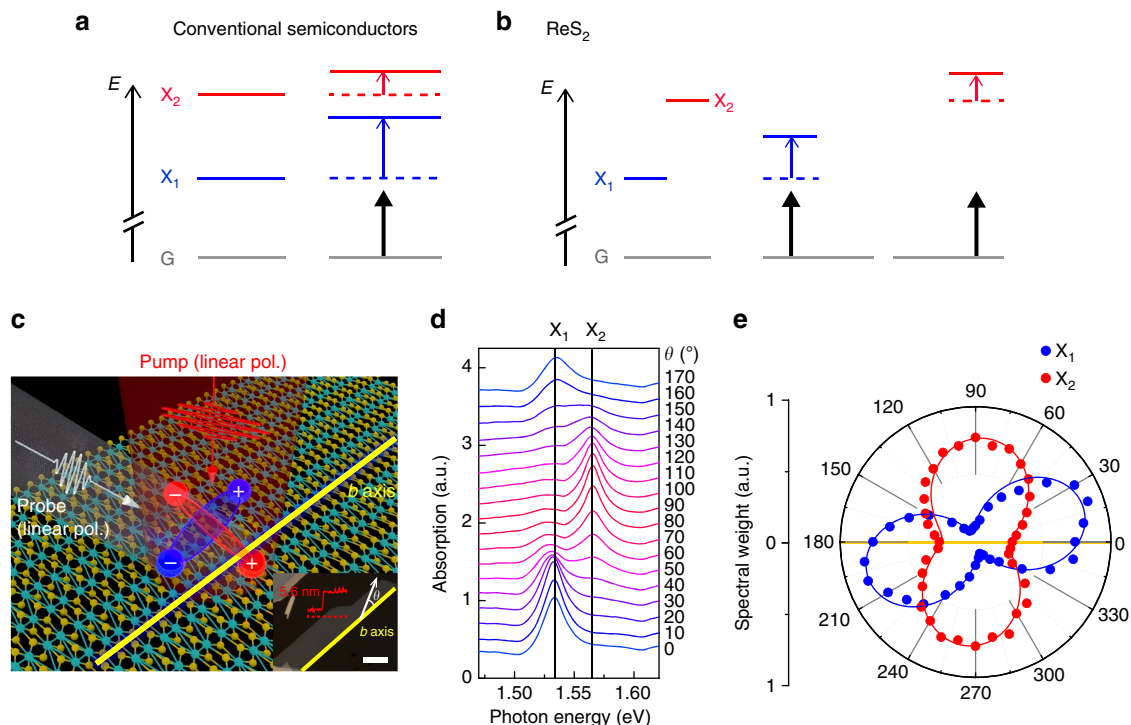 a
Conventional semiconductors
E
X2
X1
G
b
ReS2
E
X2
X1
G
c
Pump (linear pol.)
Probe
(linear pol.)
b axis
− + − +
5.6 nm
θ
b axis
d
X1 X2
θ (°)
Absorption (a.u.)
4
3
2
1
0
170
160
150
140
130
120
110
100
90
80
70
60
50
40
30
20
10
0
1.50 1.55 1.60
Photon energy (eV)
e
X1
X2
Spectral weight (a.u.)
1
0
1
90
60
30
0
330
300
270
240
210
180
150
120